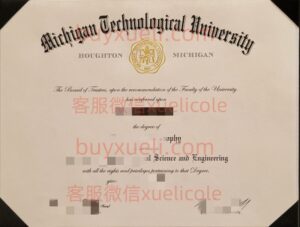 Michigan Technological University
buyxueli.com
HOUGHTON MICHIGAN
The Board of Trustees, upon the recommendation of the Faculty of the University,
has conferred upon
客服微信xuelicole
the degree of
buyxueli.com
Science and Engineering
with all the rights and privileges pertaining to that Degree.
客服微信xuelicole